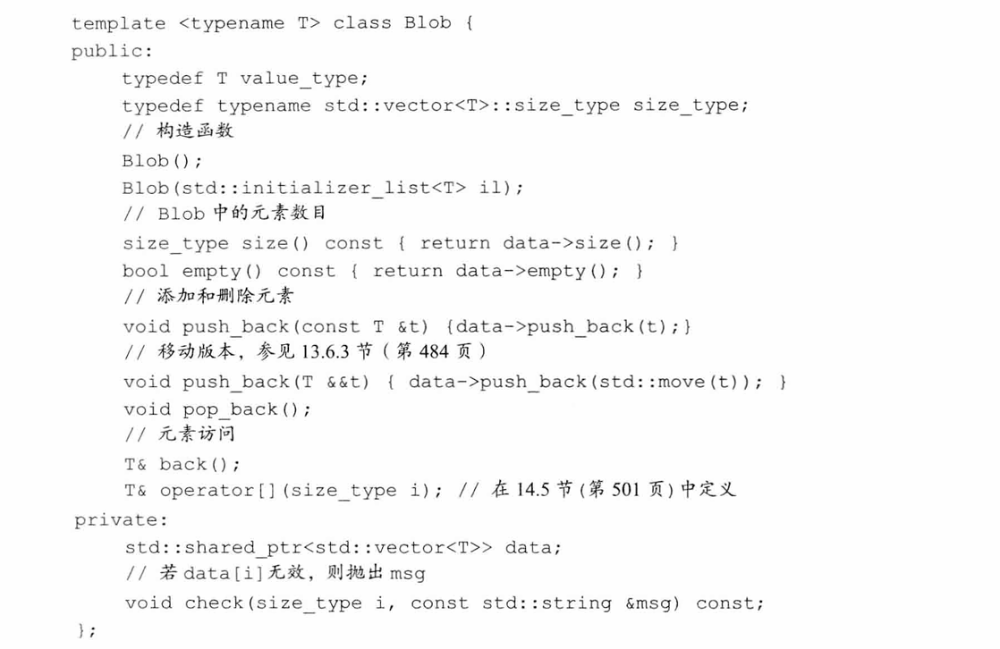 template <typename T> class Blob {
public:
    typedef T value_type;
    typedef typename std::vector<T>::size_type size_type;
    // 构造函数
    Blob();
    Blob(std::initializer_list<T> il);
    // Blob 中的元素数目
    size_type size() const { return data->size(); }
    bool empty() const { return data->empty(); }
    // 添加和删除元素
    void push_back(const T &t) {data->push_back(t);}
    // 移动版本，参见 13.6.3 节（第 484 页）
    void push_back(T &&t) { data->push_back(std::move(t)); }
    void pop_back();
    // 元素访问
    T& back();
    T& operator[](size_type i); // 在 14.5 节(第 501 页)中定义
private:
    std::shared_ptr<std::vector<T>> data;
    // 若 data[i]无效，则抛出 msg
    void check(size_type i, const std::string &msg) const;
};